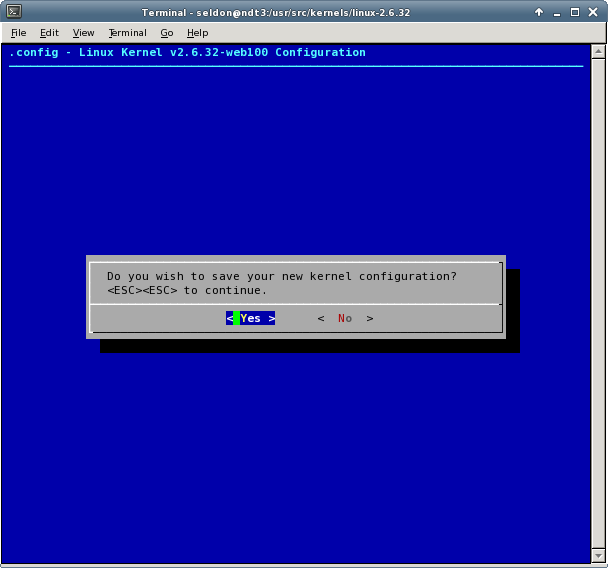 Terminal - seldon@ndt3:/usr/src/kernels/linux-2.6.32
File Edit View Terminal Go Help
.config - Linux Kernel v2.6.32-web100 Configuration
Do you wish to save your new kernel configuration?
<ESC><ESC> to continue.
< Yes > < No >